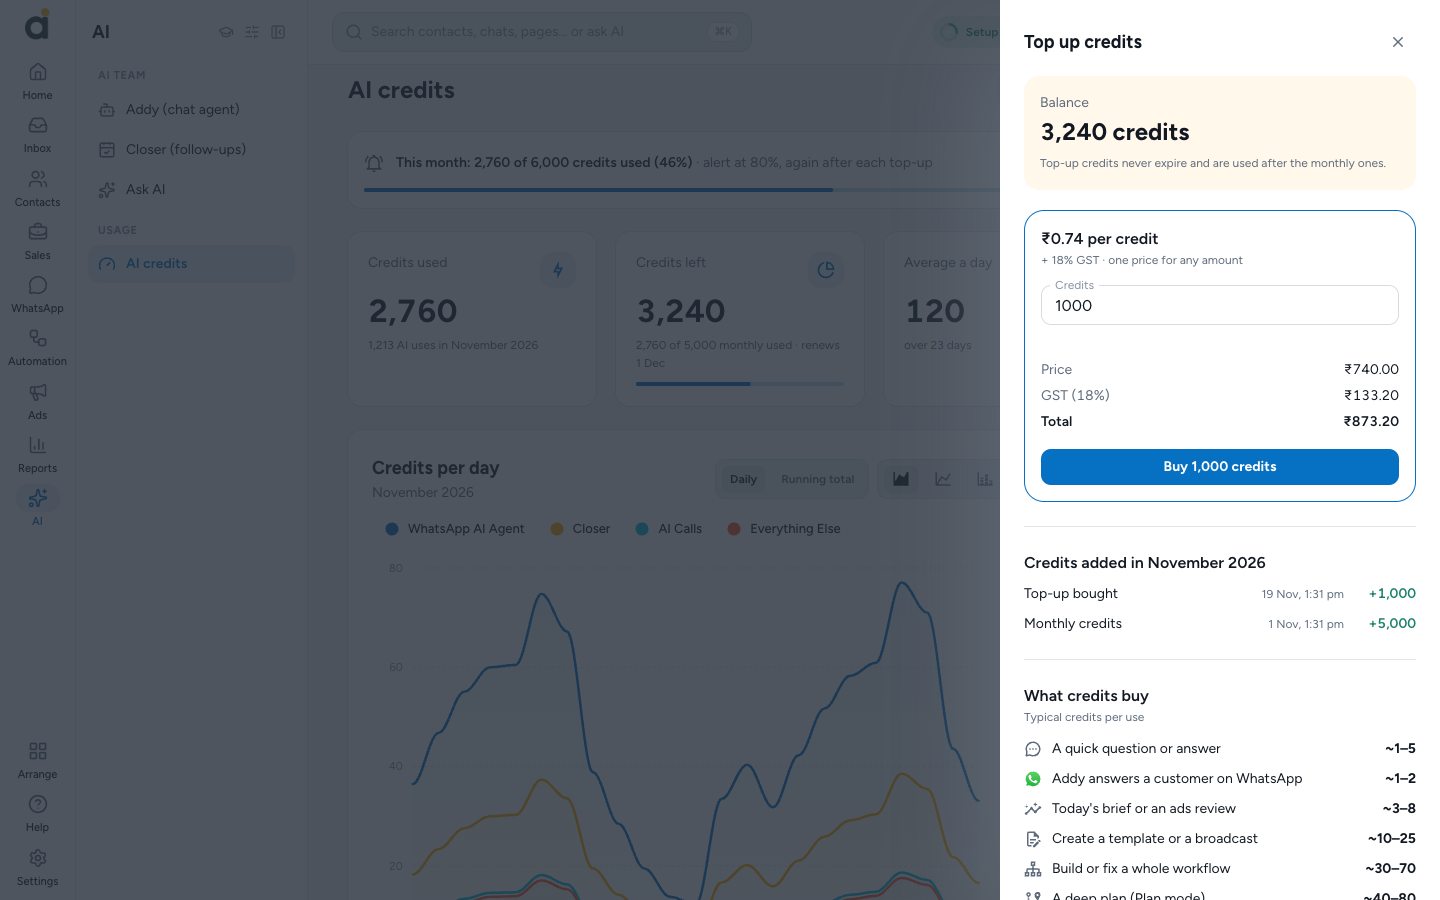 AI
Search contacts, chats, pages... or ask AI
⌘K
Setup
Home
Inbox
Contacts
Sales
WhatsApp
Automation
Ads
Reports
AI
Arrange
Help
Settings
AI TEAM
Addy (chat agent)
Closer (follow-ups)
Ask AI
USAGE
AI credits
AI credits
This month: 2,760 of 6,000 credits used (46%) · alert at 80%, again after each top-up
Credits used
2,760
1,213 AI uses in November 2026
Credits left
3,240
2,760 of 5,000 monthly used · renews
1 Dec
Average a day
120
over 23 days
Credits per day
November 2026
Daily
Running total
WhatsApp AI Agent
Closer
AI Calls
Everything Else
80
60
40
20
Top up credits
Balance
3,240 credits
Top-up credits never expire and are used after the monthly ones.
₹0.74 per credit
+ 18% GST · one price for any amount
Credits
1000
Price ₹740.00
GST (18%) ₹133.20
Total ₹873.20
Buy 1,000 credits
Credits added in November 2026
Top-up bought 19 Nov, 1:31 pm +1,000
Monthly credits 1 Nov, 1:31 pm +5,000
What credits buy
Typical credits per use
A quick question or answer ~1–5
Addy answers a customer on WhatsApp ~1–2
Today's brief or an ads review ~3–8
Create a template or a broadcast ~10–25
Build or fix a whole workflow ~30–70
A deep plan (Plan mode) ~40–80